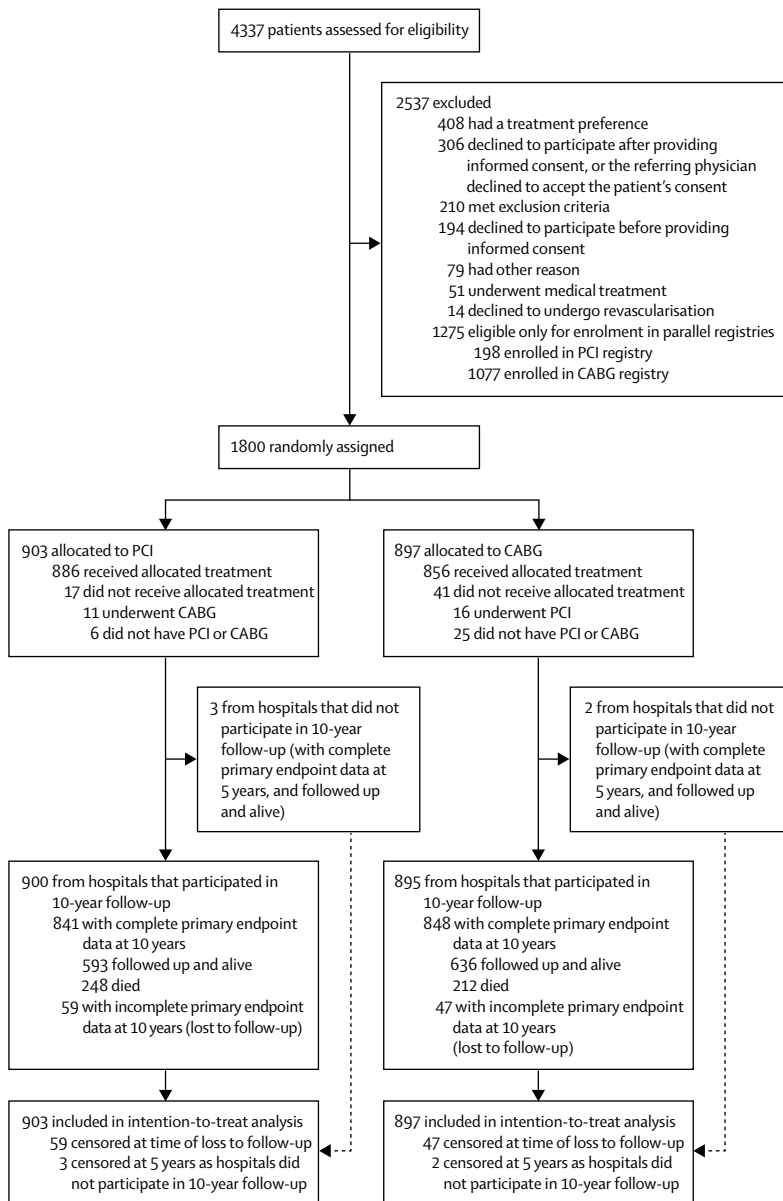 4337 patients assessed for eligibility
2537 excluded
408 had a treatment preference
306 declined to participate after providing
informed consent, or the referring physician
declined to accept the patient's consent
210 met exclusion criteria
194 declined to participate before providing
informed consent
79 had other reason
51 underwent medical treatment
14 declined to undergo revascularisation
1275 eligible only for enrolment in parallel registries
198 enrolled in PCI registry
1077 enrolled in CABG registry
1800 randomly assigned
903 allocated to PCI
886 received allocated treatment
17 did not receive allocated treatment
11 underwent CABG
6 did not have PCI or CABG
897 allocated to CABG
856 received allocated treatment
41 did not receive allocated treatment
16 underwent PCI
25 did not have PCI or CABG
3 from hospitals that did not
participate in 10-year
follow-up (with complete
primary endpoint data at
5 years, and followed up
and alive)
2 from hospitals that did not
participate in 10-year
follow-up (with complete
primary endpoint data at
5 years, and followed up
and alive)
900 from hospitals that participated in
10-year follow-up
841 with complete primary endpoint
data at 10 years
593 followed up and alive
248 died
59 with incomplete primary endpoint
data at 10 years (lost to follow-up)
895 from hospitals that participated in
10-year follow-up
848 with complete primary endpoint
data at 10 years
636 followed up and alive
212 died
47 with incomplete primary endpoint
data at 10 years
(lost to follow-up)
903 included in intention-to-treat analysis
59 censored at time of loss to follow-up
3 censored at 5 years as hospitals did
not participate in 10-year follow-up
897 included in intention-to-treat analysis
47 censored at time of loss to follow-up
2 censored at 5 years as hospitals did
not participate in 10-year follow-up